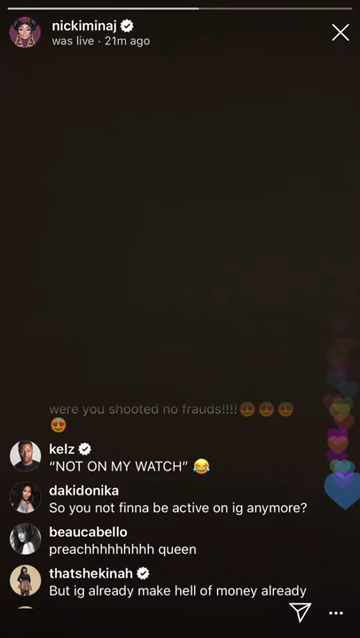 nickiminaj
was live · 21m ago
were you shooted no frauds!!!!😍😍😍
😍
kelz
“NOT ON MY WATCH” 😂
dakidonika
So you not finna be active on ig anymore?
beaucabello
preachhhhhhhhh queen
thatshekinah
But ig already make hell of money already